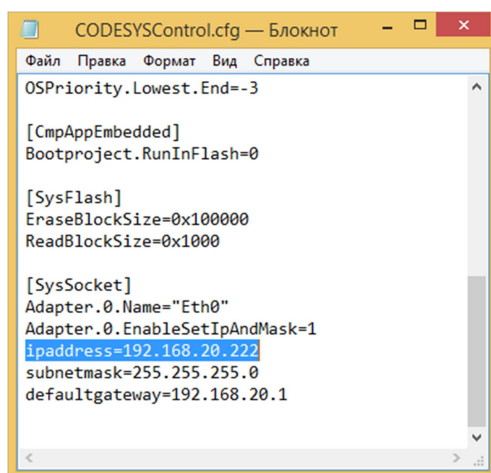 CODESYSControl.cfg — Блокнот
Файл Правка Формат Вид Справка
OSPriority.Lowest.End=-3
[CmpAppEmbedded]
Bootproject.RunInFlash=0
[SysFlash]
EraseBlockSize=0x100000
ReadBlockSize=0x1000
[SysSocket]
Adapter.0.Name="Eth0"
Adapter.0.EnableSetIpAndMask=1
ipaddress=192.168.20.222
subnetmask=255.255.255.0
defaultgateway=192.168.20.1